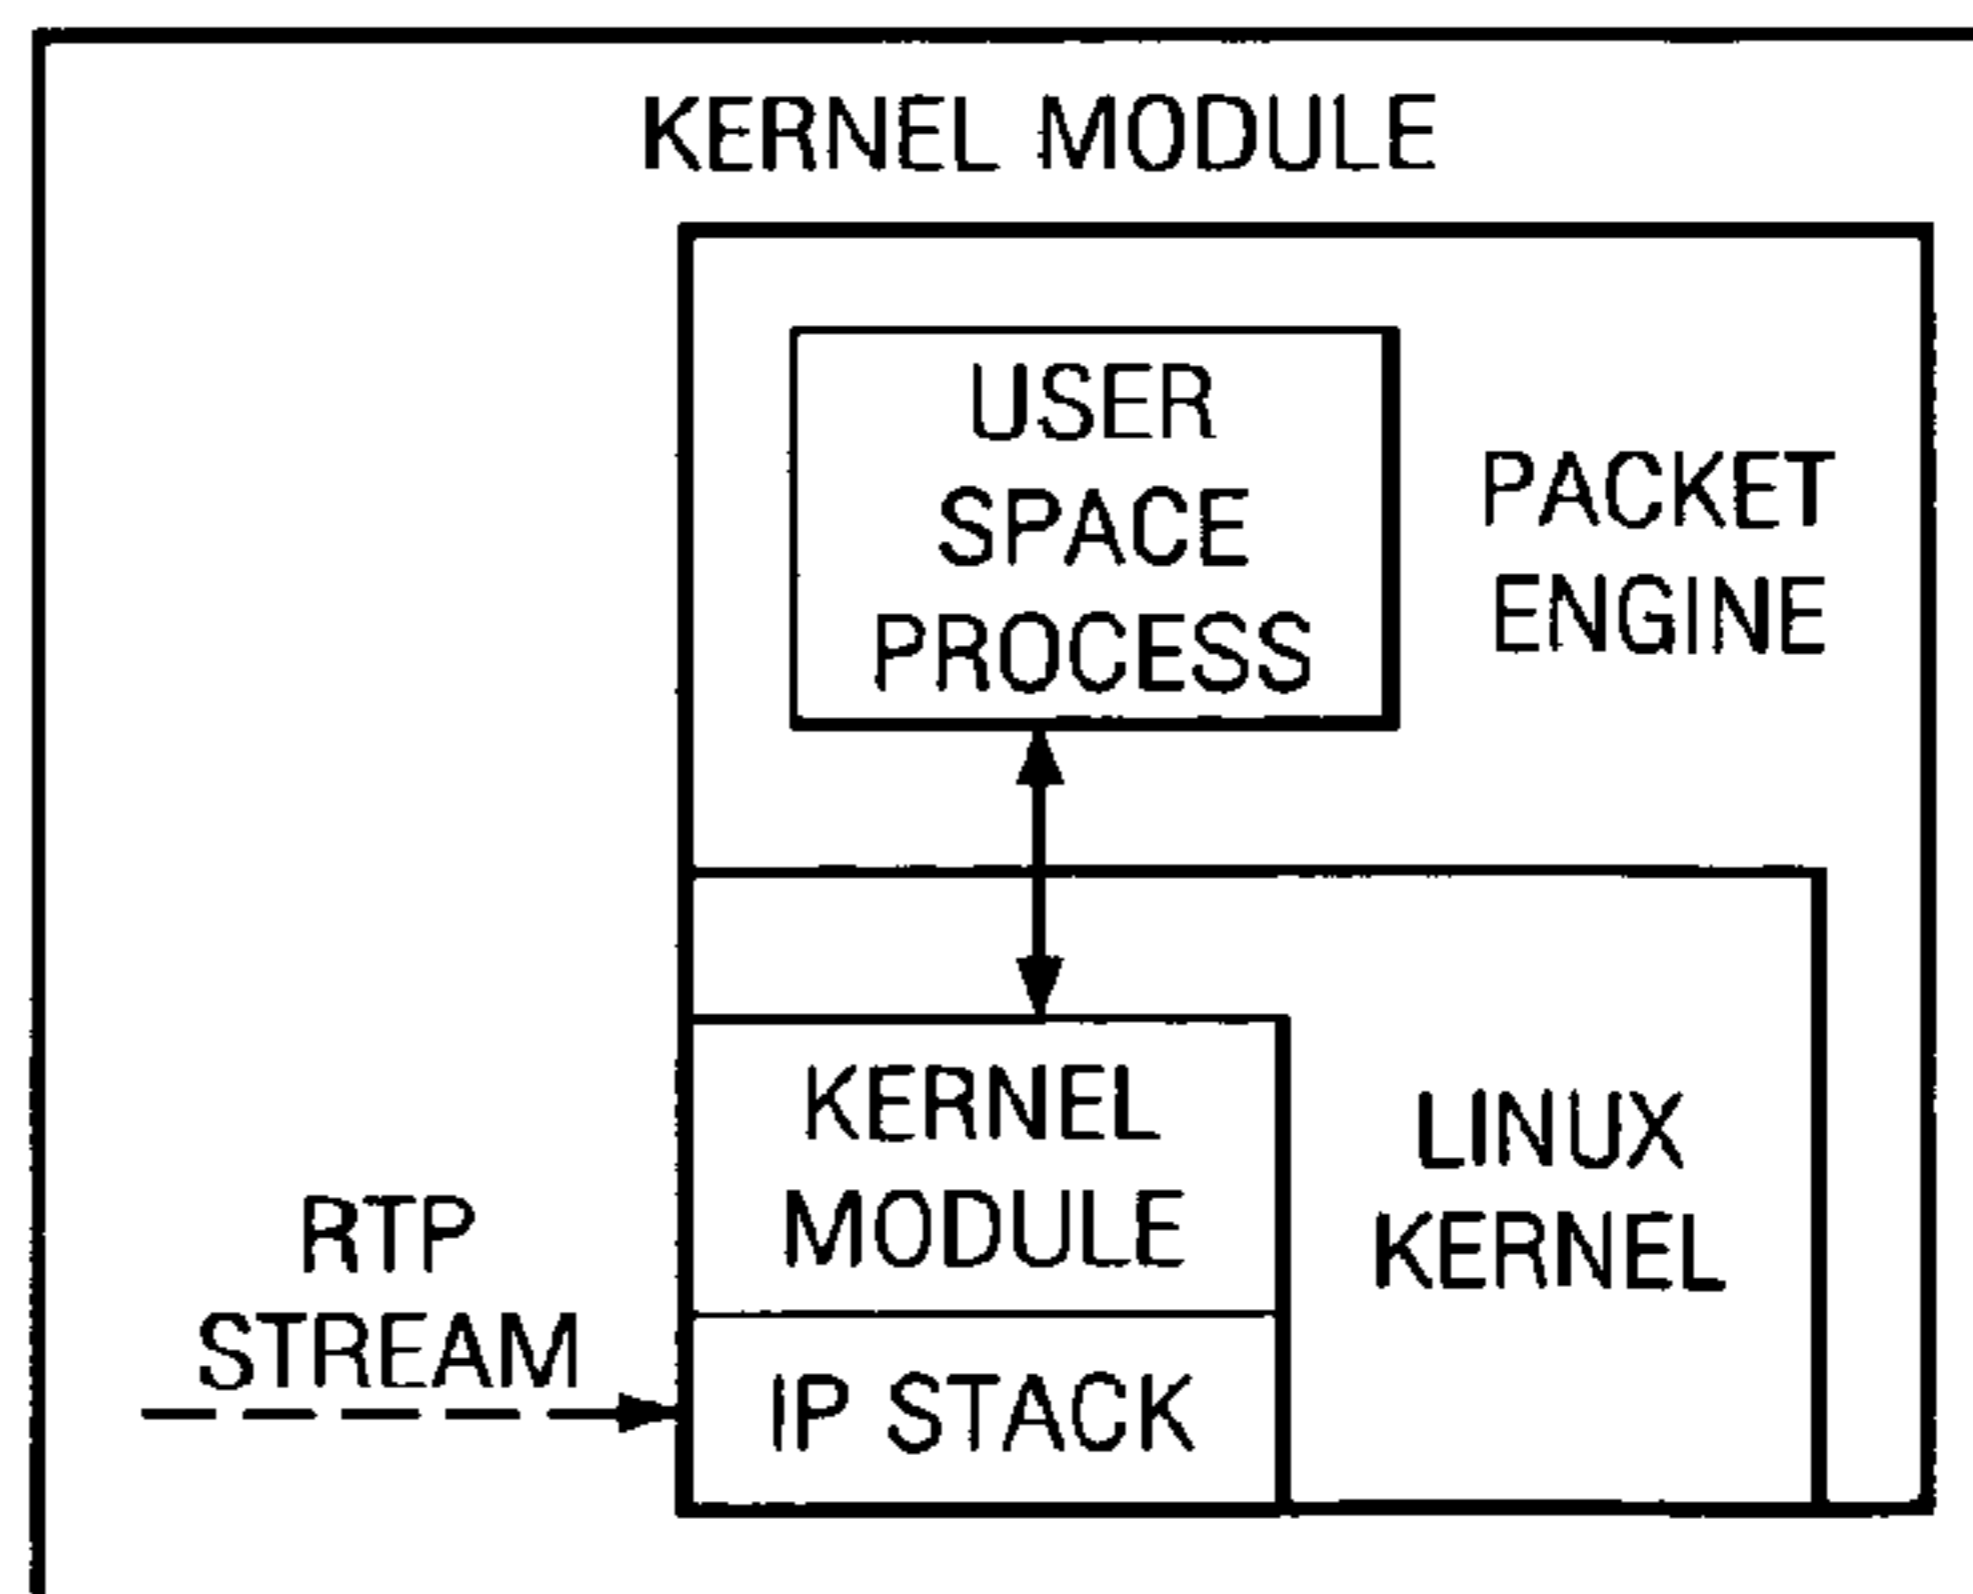 KERNEL MODULE
USER
SPACE
PROCESS
PACKET
ENGINE
KERNEL
MODULE
LINUX
KERNEL
RTP
STREAM
IP STACK